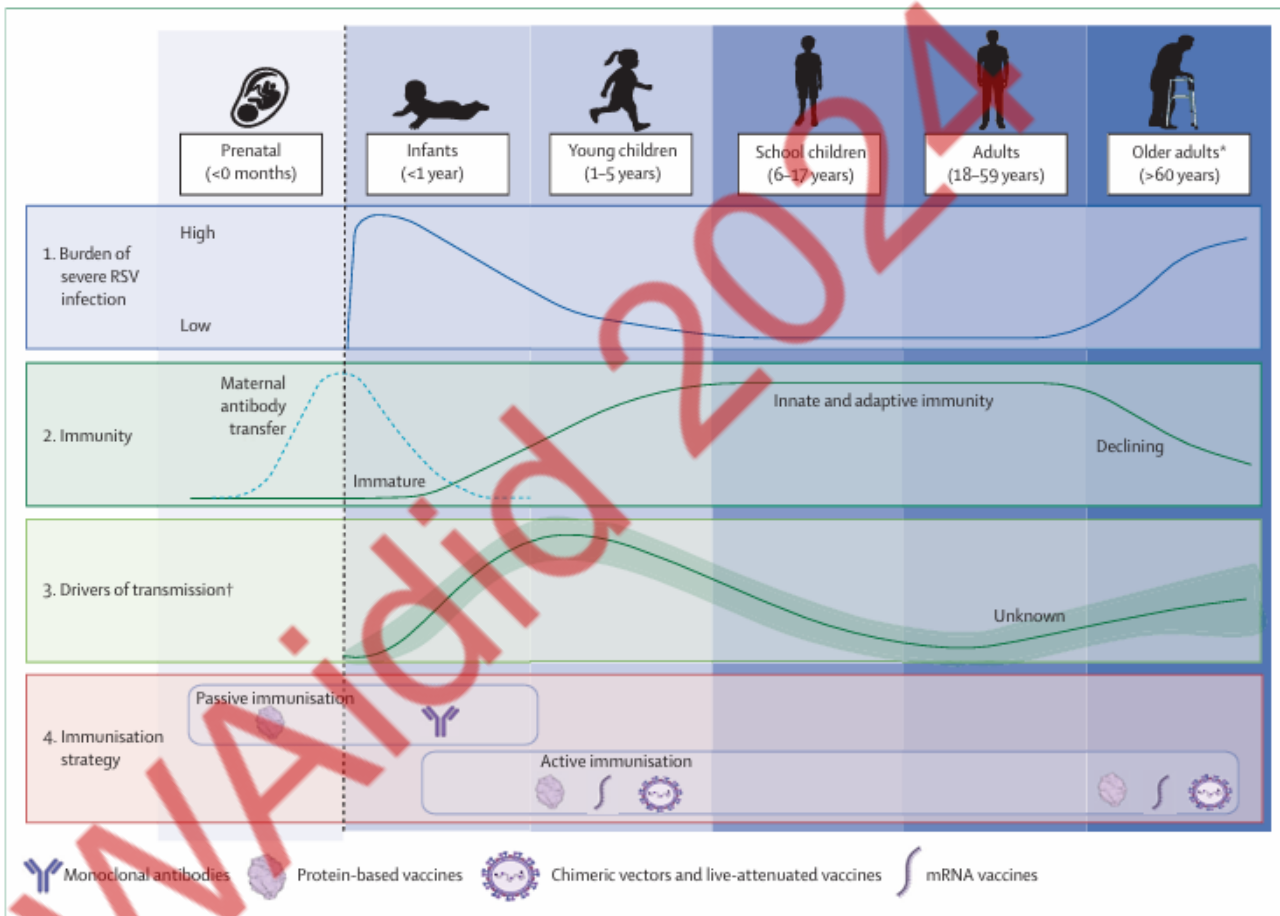 Prenatal
(<0 months)
Infants
(<1 year)
Young children
(1–5 years)
School children
(6–17 years)
Adults
(18–59 years)
Older adults*
(>60 years)
1. Burden of
severe RSV
infection
High
Low
2. Immunity
Maternal
antibody
transfer
Immature
Innate and adaptive immunity
Declining
3. Drivers of transmission†
Unknown
4. Immunisation
strategy
Passive immunisation
Active immunisation
Monoclonal antibodies
Protein-based vaccines
Chimeric vectors and live-attenuated vaccines
mRNA vaccines
WAidid 2024